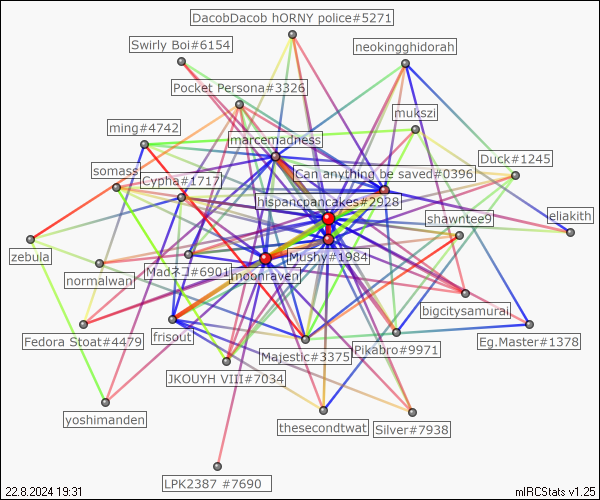 DacobDacob hORNY police#5271
Swirly Boi#6154
neokingghidorah
Pocket Persona#3326
mukszi
ming#4742
marcemadness
Duck#1245
somass
Cypha#1717
Can anything be saved#0396
hispancpancakes#2928
shawntee9
eliakith
zebula
Mushy#1984
normalwan
Madネコ#6901
moonraven
bigcitysamurai
Fedora Stoat#4479
frisout
Majestic#3375
Pikabro#9971
Eg.Master#1378
JKOUYH VIII#7034
yoshimanden
thesecondtwat
Silver#7938
LPK2387 #7690
22.8.2024 19:31
mIRCStats v1.25